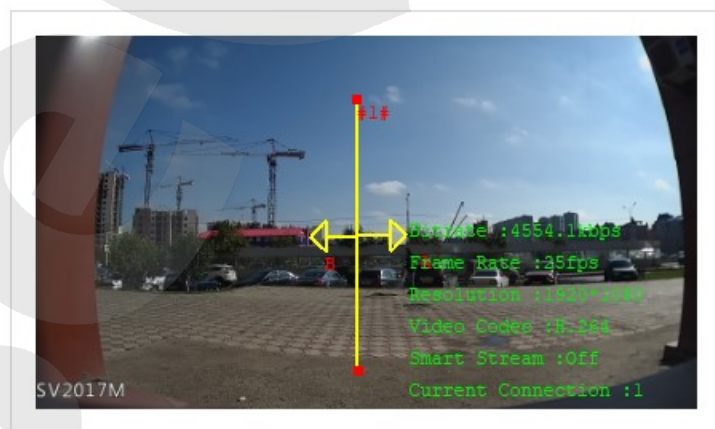 #1#
Bitrate :4554.1kbps
B
Frame Rate :25fps
Resolution :1920*1080
Video Codec :H.264
Smart Stream :Off
SV2017M
Current Connection :1